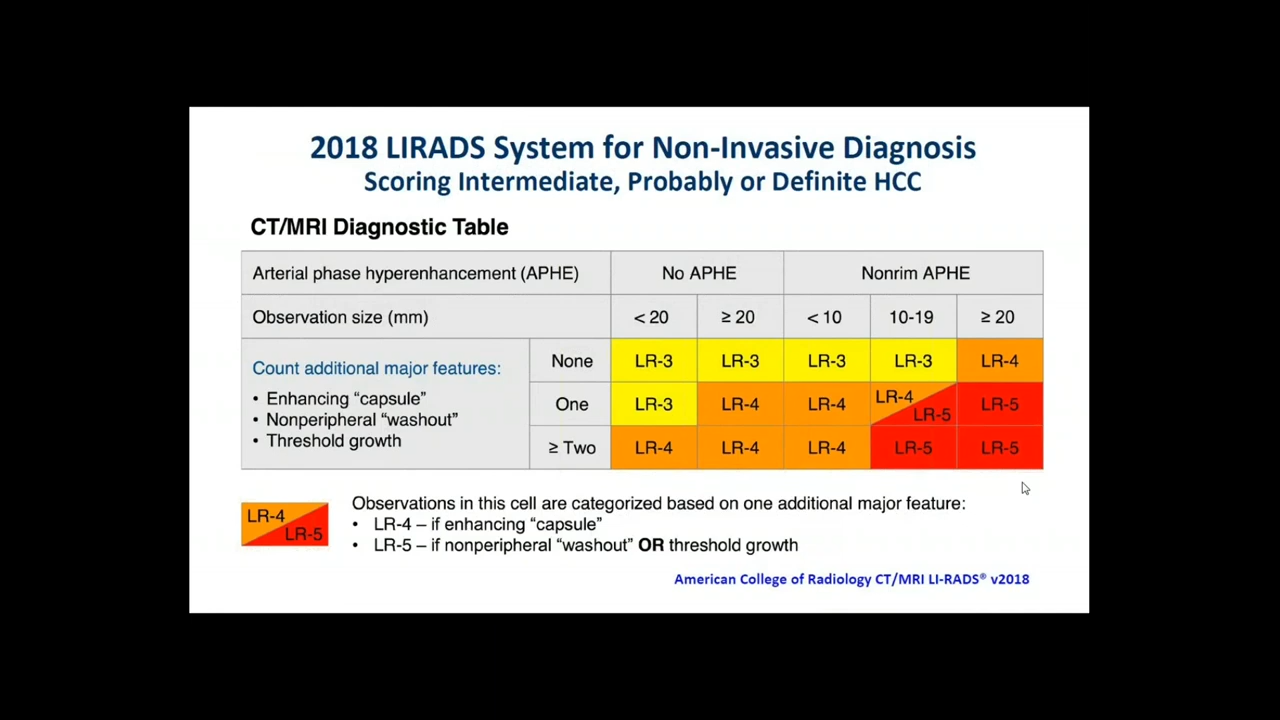 2018 LIRADS System for Non-Invasive Diagnosis
Scoring Intermediate, Probably or Definite HCC
CT/MRI Diagnostic Table
Arterial phase hyperenhancement (APHE) No APHE Nonrim APHE
Observation size (mm) < 20 ≥ 20 < 10 10-19 ≥ 20
Count additional major features:
• Enhancing “capsule”
• Nonperipheral “washout”
• Threshold growth
None LR-3 LR-3 LR-3 LR-3 LR-4
One LR-3 LR-4 LR-4 LR-4 LR-5 LR-5
≥ Two LR-4 LR-4 LR-4 LR-5 LR-5
LR-4 LR-5
Observations in this cell are categorized based on one additional major feature:
• LR-4 – if enhancing “capsule”
• LR-5 – if nonperipheral “washout” OR threshold growth
American College of Radiology CT/MRI LI-RADS® v2018